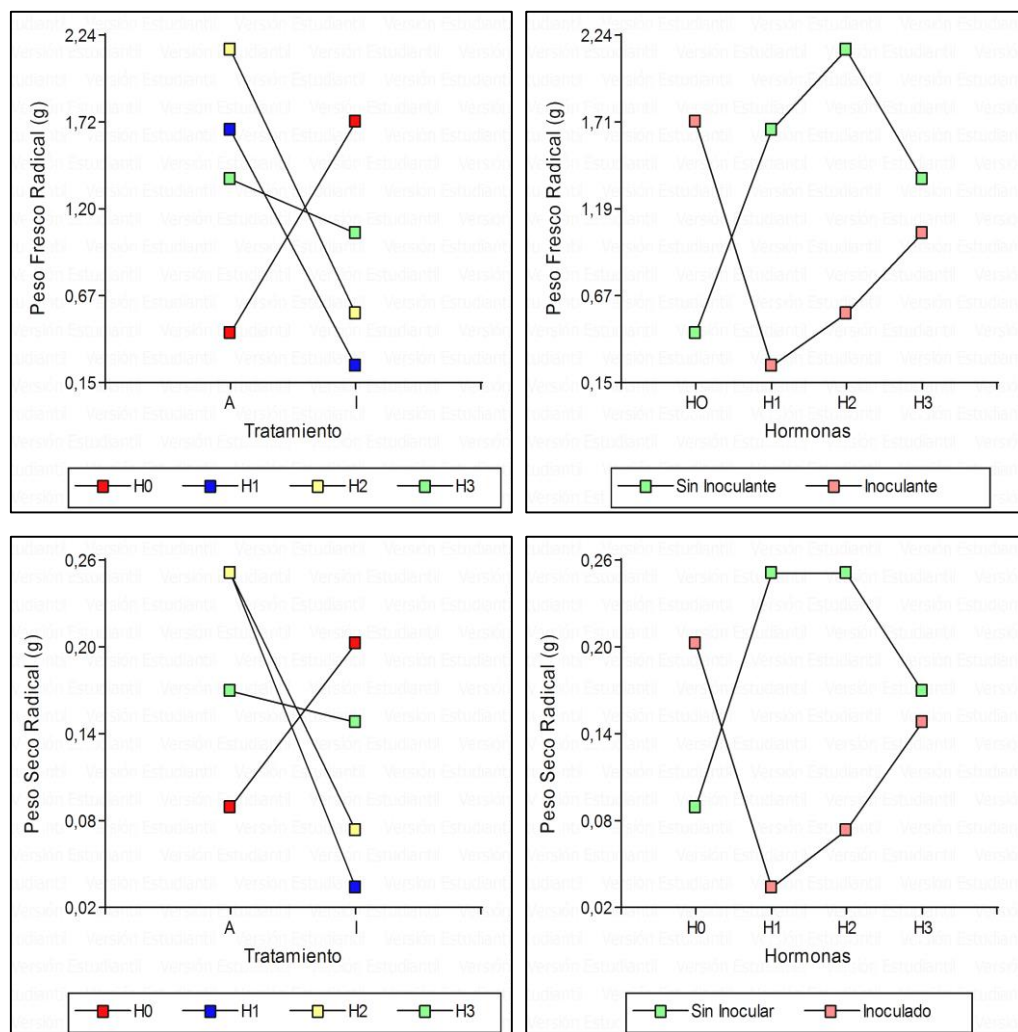 2,24
1,72
1,20
0,67
0,15
Peso Fresco Radical (g)
A I
Tratamiento
H0 H1 H2 H3
2,24
1,71
1,19
0,67
0,15
Peso Fresco Radical (g)
HO H1 H2 H3
Hormonas
Sin Inoculante Inoculante
0,26
0,20
0,14
0,08
0,02
Peso Seco Radical (g)
A I
Tratamiento
H0 H1 H2 H3
0,26
0,20
0,14
0,08
0,02
Peso Seco Radical (g)
H0 H1 H2 H3
Hormonas
Sin Inocular Inoculado
Versión Estudiantil